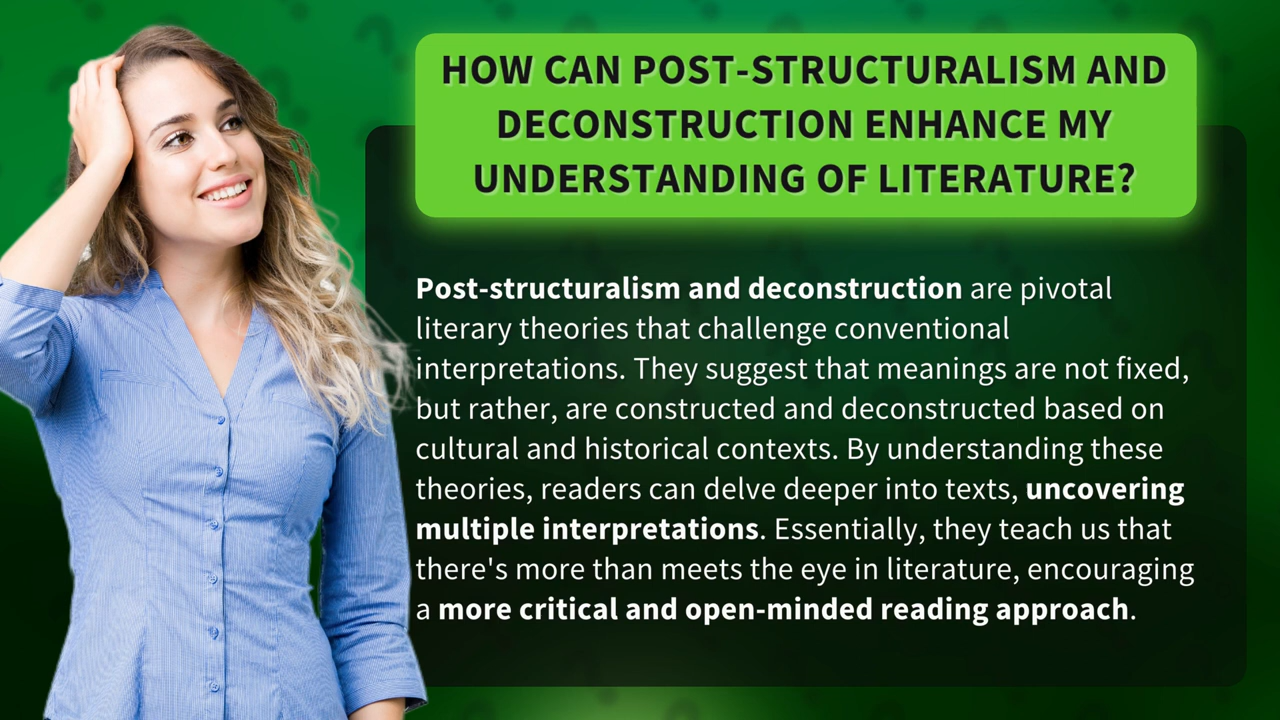 HOW CAN POST-STRUCTURALISM AND
DECONSTRUCTION ENHANCE MY
UNDERSTANDING OF LITERATURE?
Post-structuralism and deconstruction are pivotal
literary theories that challenge conventional
interpretations. They suggest that meanings are not fixed,
but rather, are constructed and deconstructed based on
cultural and historical contexts. By understanding these
theories, readers can delve deeper into texts, uncovering
multiple interpretations. Essentially, they teach us that
there's more than meets the eye in literature, encouraging
a more critical and open-minded reading approach.